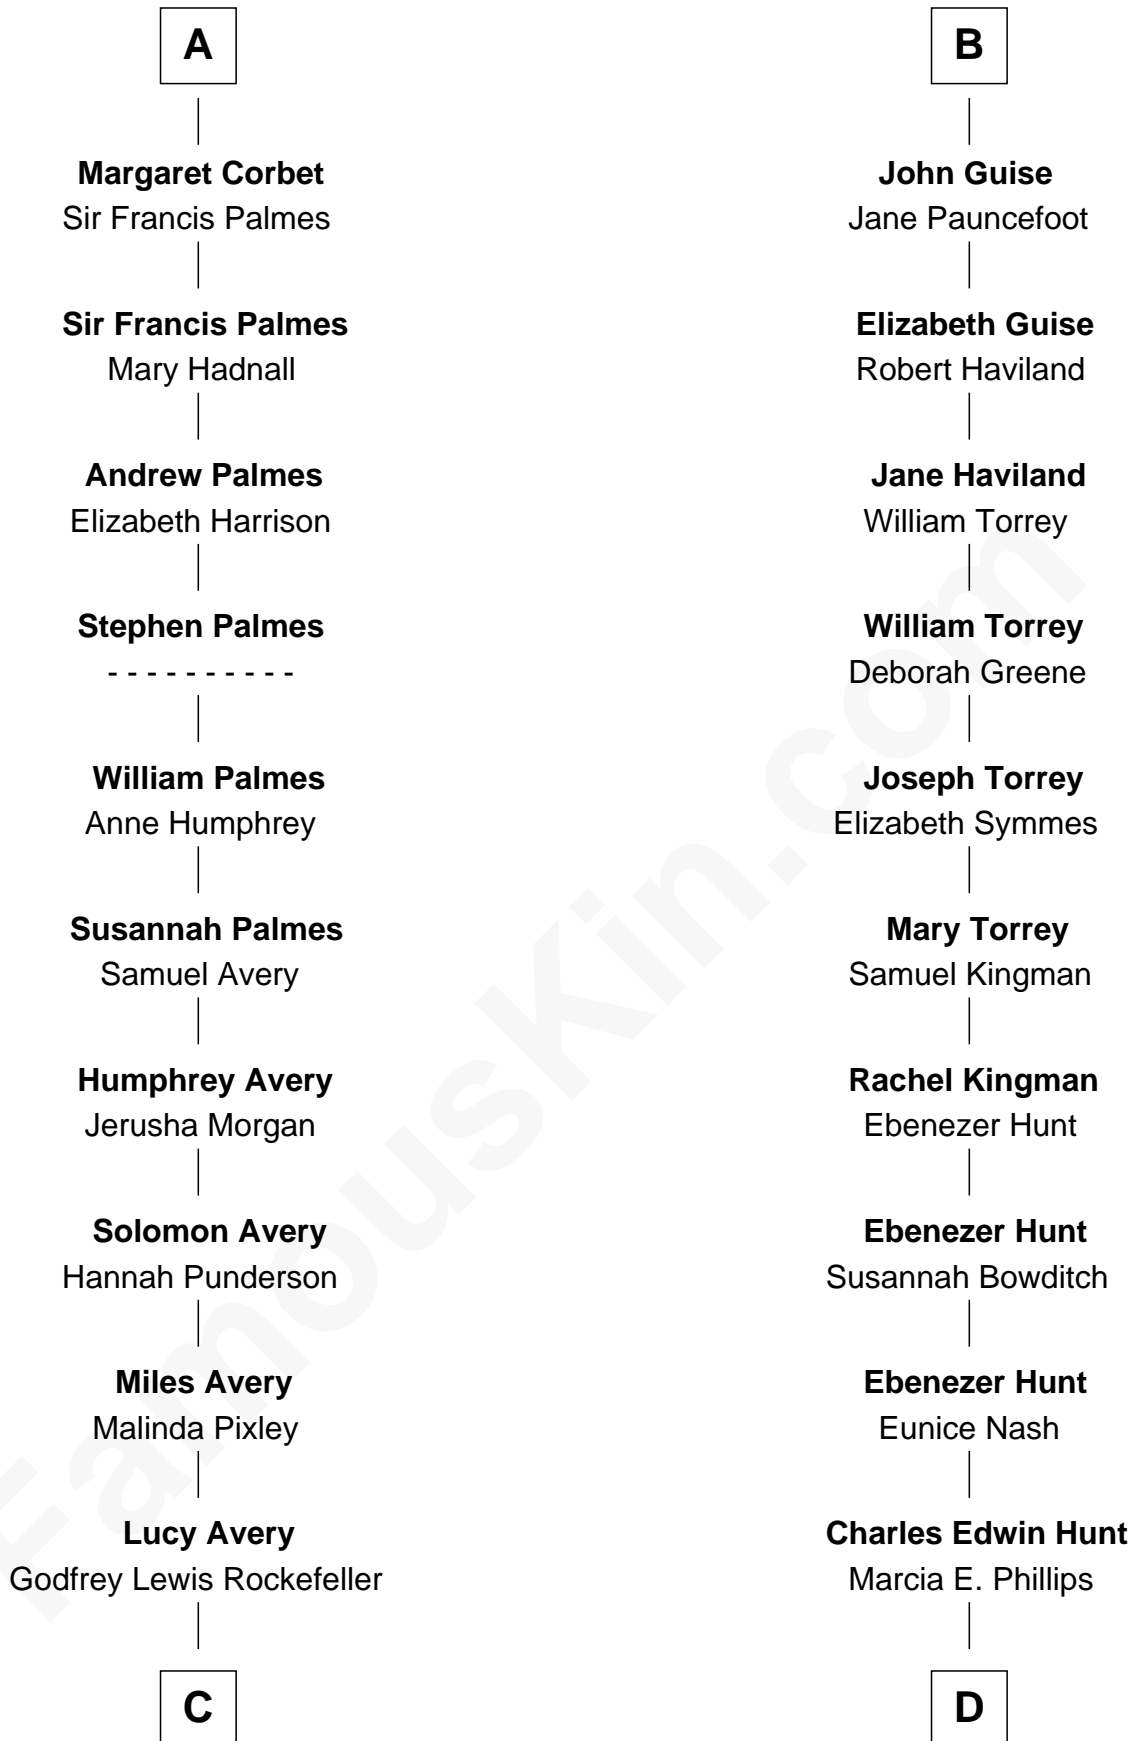 A
Margaret Corbet
Sir Francis Palmes
Sir Francis Palmes
Mary Hadnall
Andrew Palmes
Elizabeth Harrison
Stephen Palmes
- - - - - - - - - -
William Palmes
Anne Humphrey
Susannah Palmes
Samuel Avery
Humphrey Avery
Jerusha Morgan
Solomon Avery
Hannah Punderson
Miles Avery
Malinda Pixley
Lucy Avery
Godfrey Lewis Rockefeller
C
B
John Guise
Jane Pauncefoot
Elizabeth Guise
Robert Haviland
Jane Haviland
William Torrey
William Torrey
Deborah Greene
Joseph Torrey
Elizabeth Symmes
Mary Torrey
Samuel Kingman
Rachel Kingman
Ebenezer Hunt
Ebenezer Hunt
Susannah Bowditch
Ebenezer Hunt
Eunice Nash
Charles Edwin Hunt
Marcia E. Phillips
D
FamousKin.com